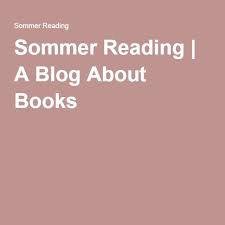 Sommer Reading
Sommer Reading |
A Blog About
Books